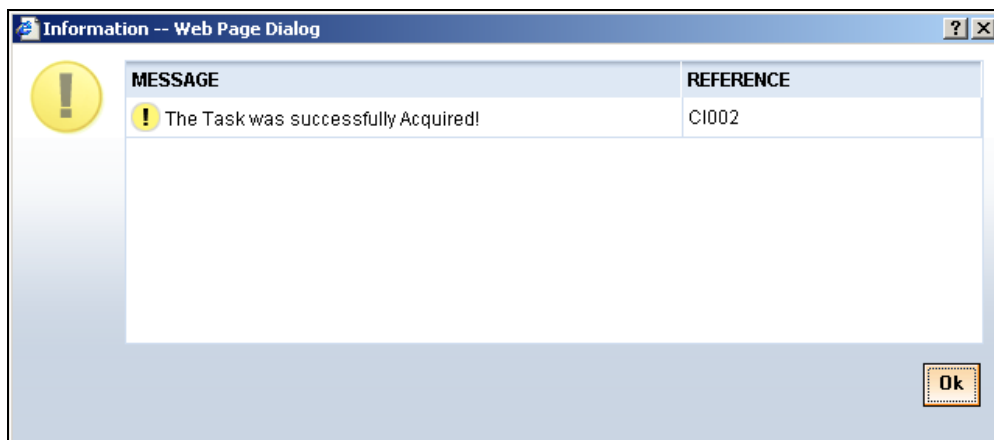 Information -- Web Page Dialog
MESSAGE REFERENCE
The Task was successfully Acquired! CI002
Ok